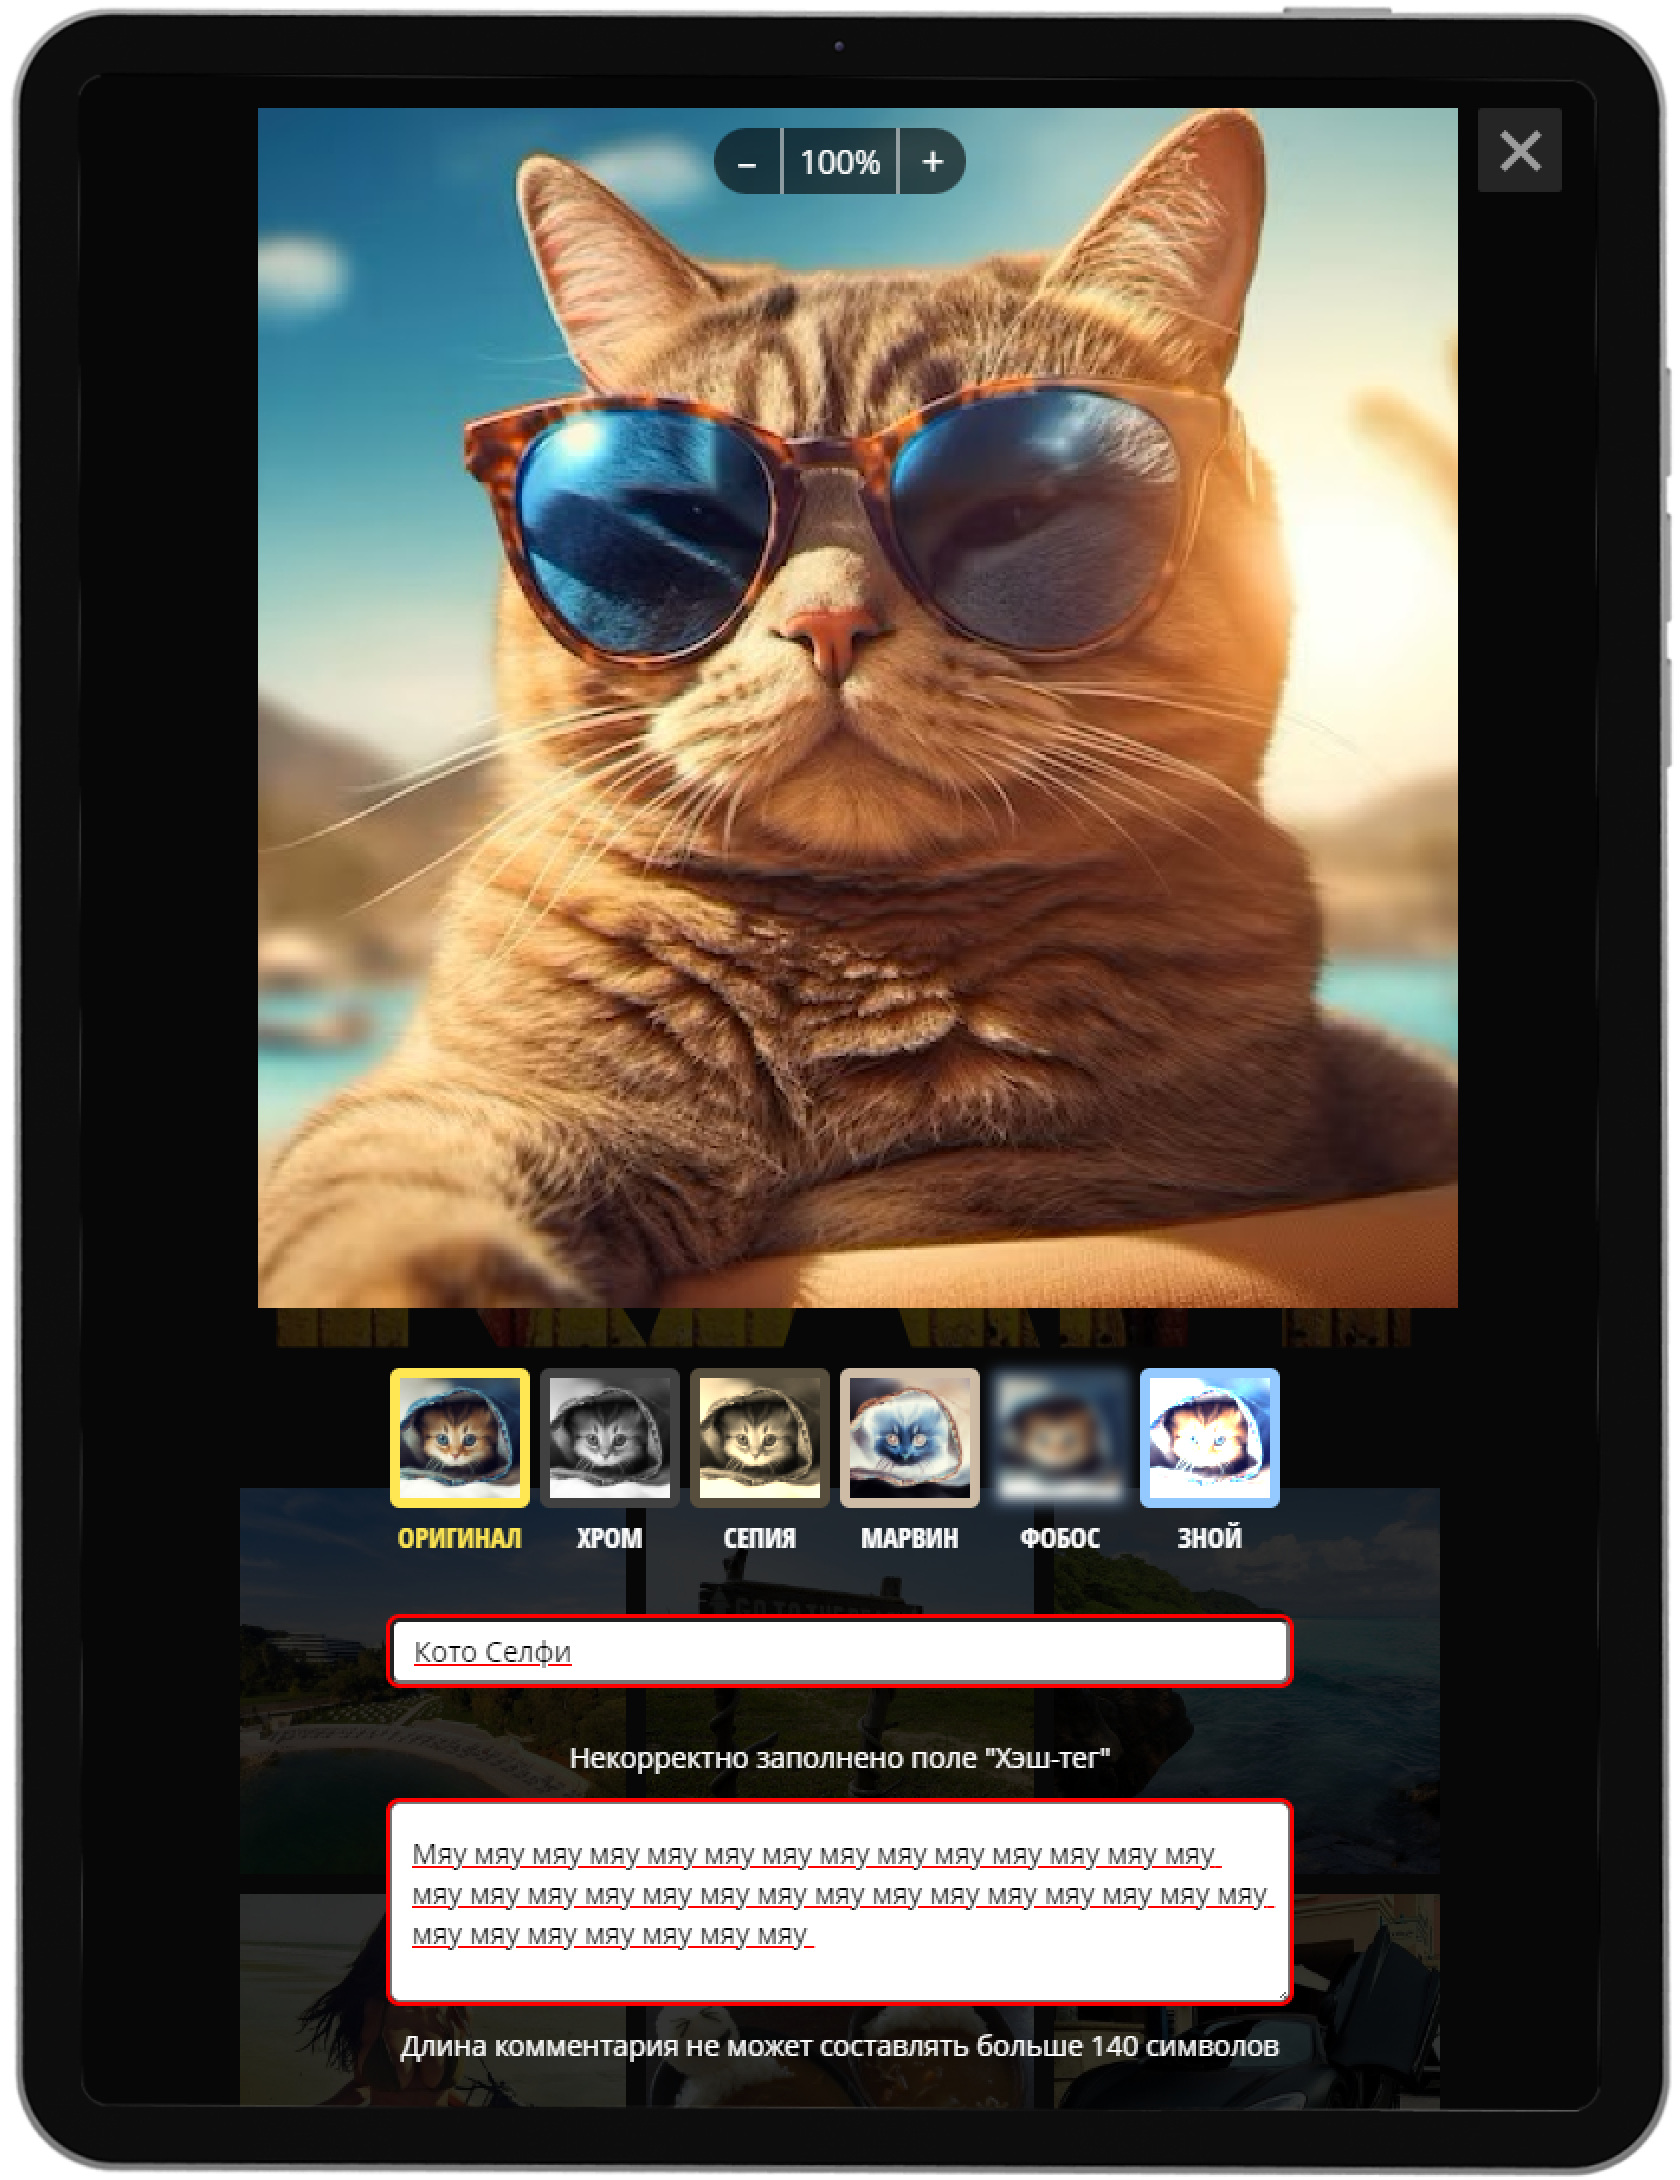 – 100% +
ОРИГИНАЛ ХРОМ СЕПИЯ МАРВИН ФОБОС ЗНОЙ
Кото Селфи
Некорректно заполнено поле "Хэш-тег"
Мяу мяу мяу мяу мяу мяу мяу мяу мяу мяу мяу мяу мяу мяу
мяу мяу мяу мяу мяу мяу мяу мяу мяу мяу мяу мяу мяу мяу мяу
мяу мяу мяу мяу мяу мяу мяу
Длина комментария не может составлять больше 140 символов